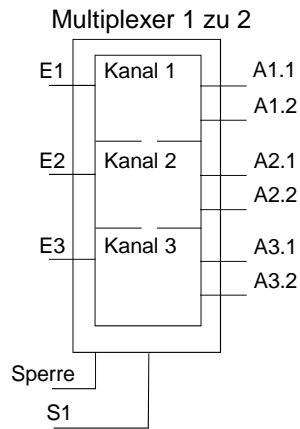 Multiplexer 1 zu 2
E1 Kanal 1 A1.1
A1.2
E2 Kanal 2 A2.1
A2.2
E3 Kanal 3 A3.1
A3.2
Sperre
S1